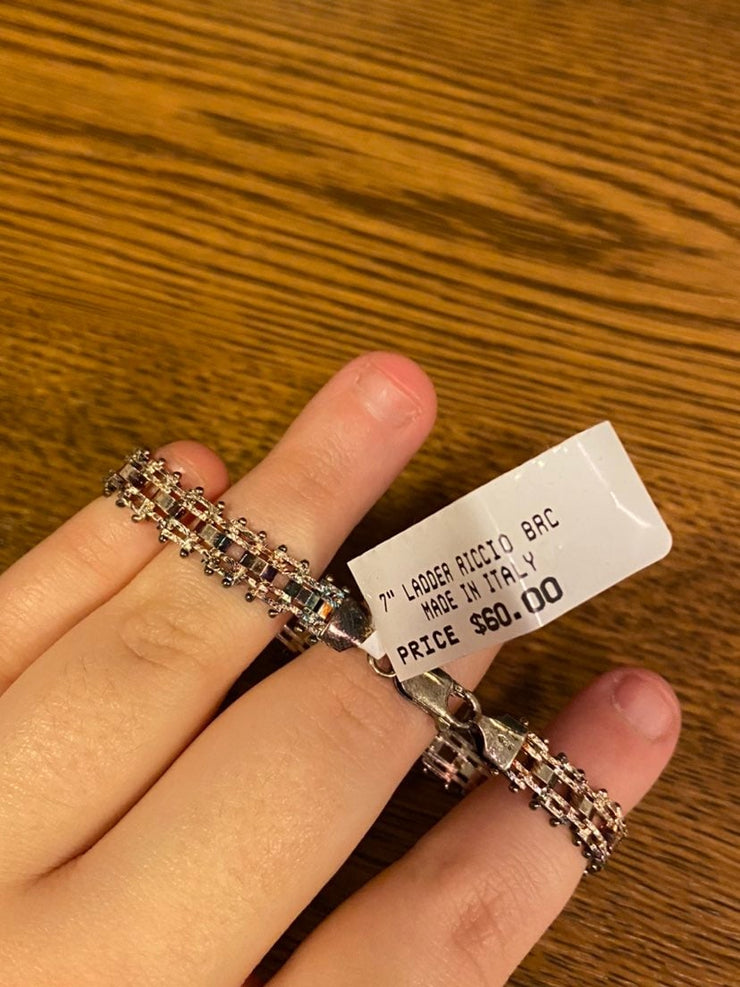 7" LADDER RICCIO BRC
MADE IN ITALY
PRICE $60.00